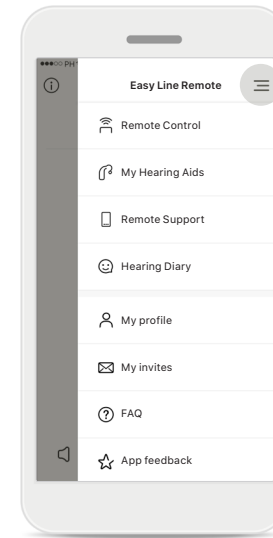 ●●●○○ PH
Easy Line Remote
Remote Control
My Hearing Aids
Remote Support
Hearing Diary
My profile
My invites
FAQ
App feedback